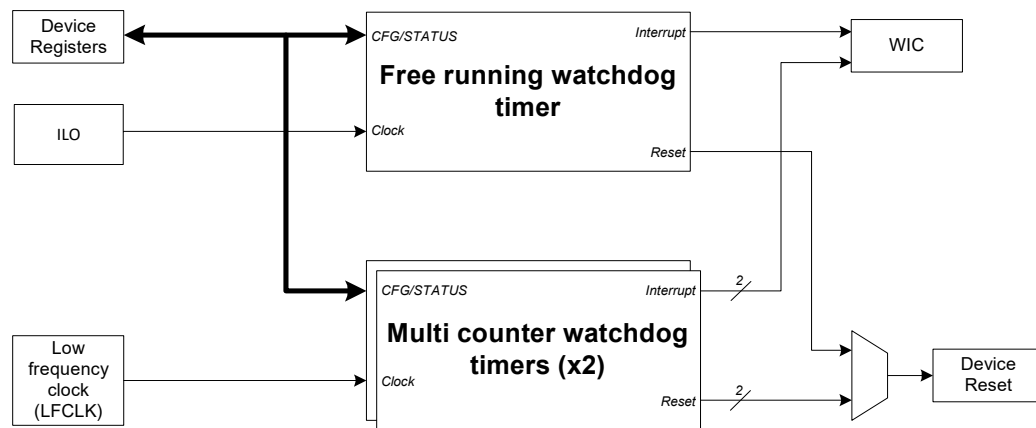 Device
Registers
CFG/STATUS
Interrupt
WIC
Free running watchdog
timer
ILO
Clock
Reset
CFG/STATUS
Interrupt
2
Multi counter watchdog
timers (x2)
Low
frequency
clock
(LFCLK)
Clock
Reset
2
Device
Reset